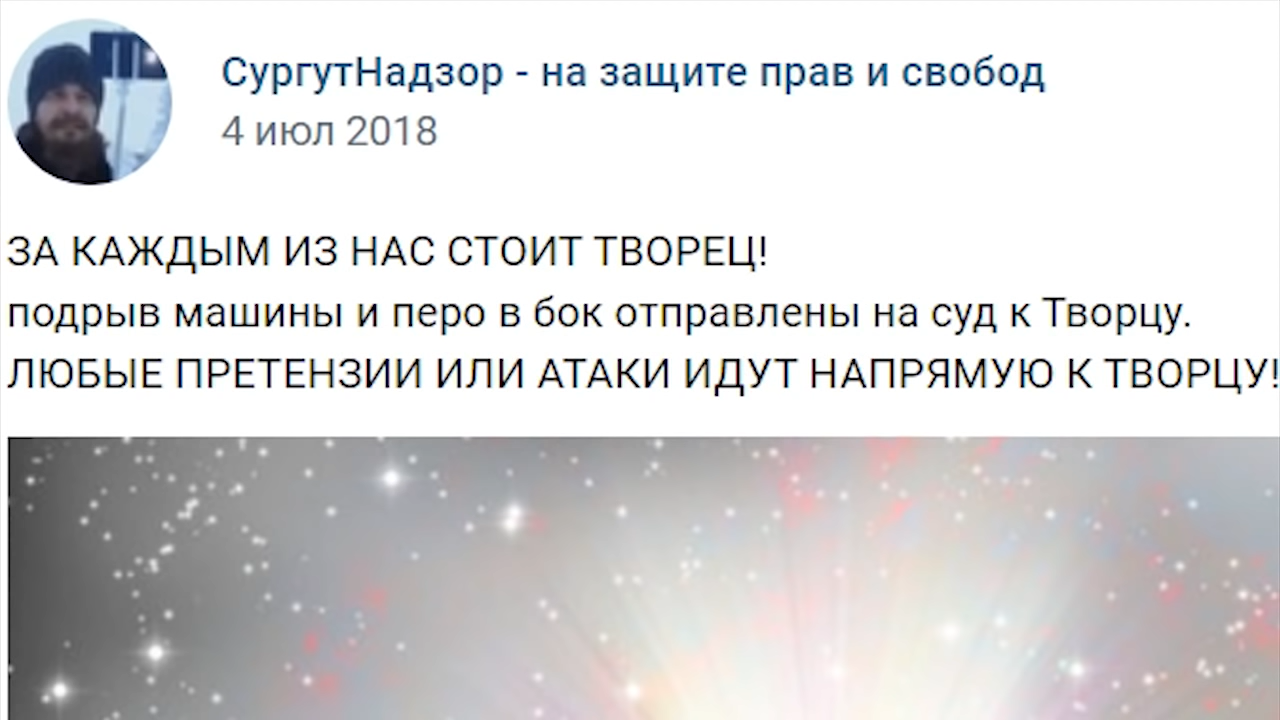 СургутНадзор - на защите прав и свобод
4 июл 2018
ЗА КАЖДЫМ ИЗ НАС СТОИТ ТВОРЕЦ!
подрыв машины и перо в бок отправлены на суд к Творцу.
ЛЮБЫЕ ПРЕТЕНЗИИ ИЛИ АТАКИ ИДУТ НАПРЯМУЮ К ТВОРЦУ!